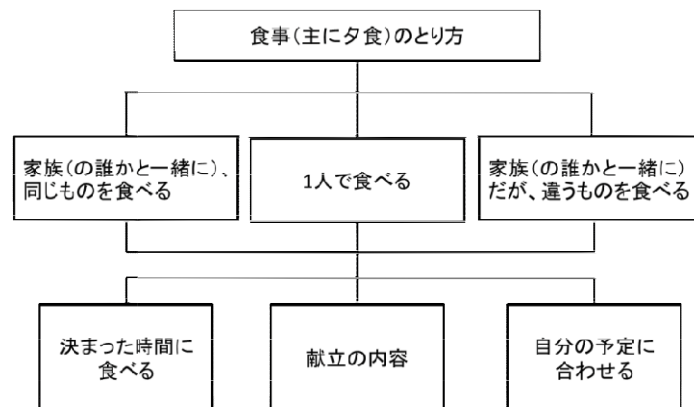 食事(主に夕食)のとり方
家族(の誰かと一緒に)、
同じものを食べる
1人で食べる
家族(の誰かと一緒に)
だが、違うものを食べる
決まった時間に
食べる
献立の内容
自分の予定に
合わせる